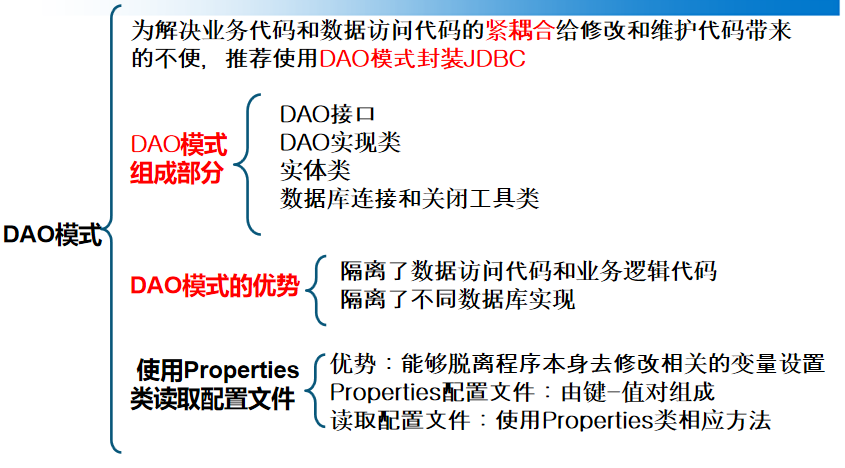 为解决业务代码和数据访问代码的紧耦合给修改和维护代码带来
的不便，推荐使用DAO模式封装JDBC
DAO模式
组成部分
DAO接口
DAO实现类
实体类
数据库连接和关闭工具类
DAO模式
DAO模式的优势
隔离了数据访问代码和业务逻辑代码
隔离了不同数据库实现
使用Properties
类读取配置文件
优势：能够脱离程序本身去修改相关的变量设置
Properties配置文件：由键-值对组成
读取配置文件：使用Properties类相应方法